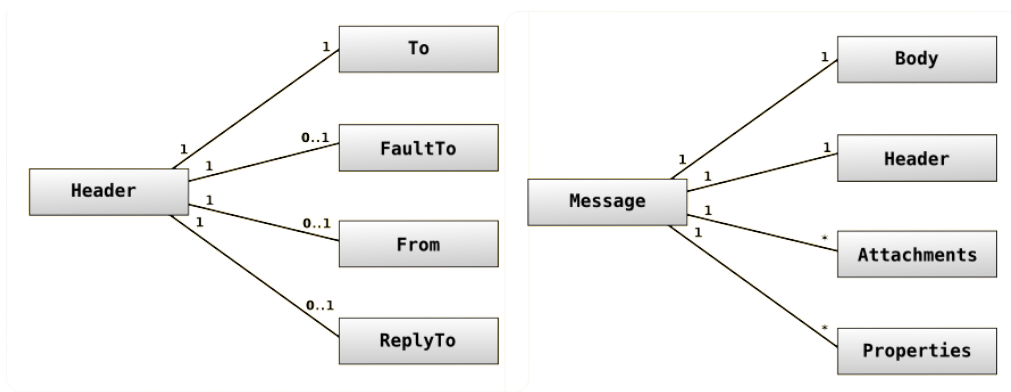 1
To
1
0..1
FaultTo
1
Header
1
0..1
From
1
0..1
ReplyTo
1
Body
1
1
Header
1
Message
1
*
Attachments
1
*
Properties